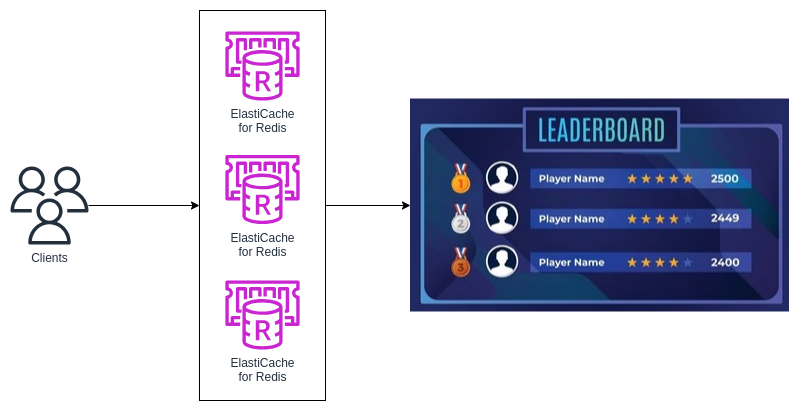 Clients
R
ElastiCache
for Redis
R
ElastiCache
for Redis
R
ElastiCache
for Redis
LEADERBOARD
1 Player Name 2500
2 Player Name 2449
3 Player Name 2400